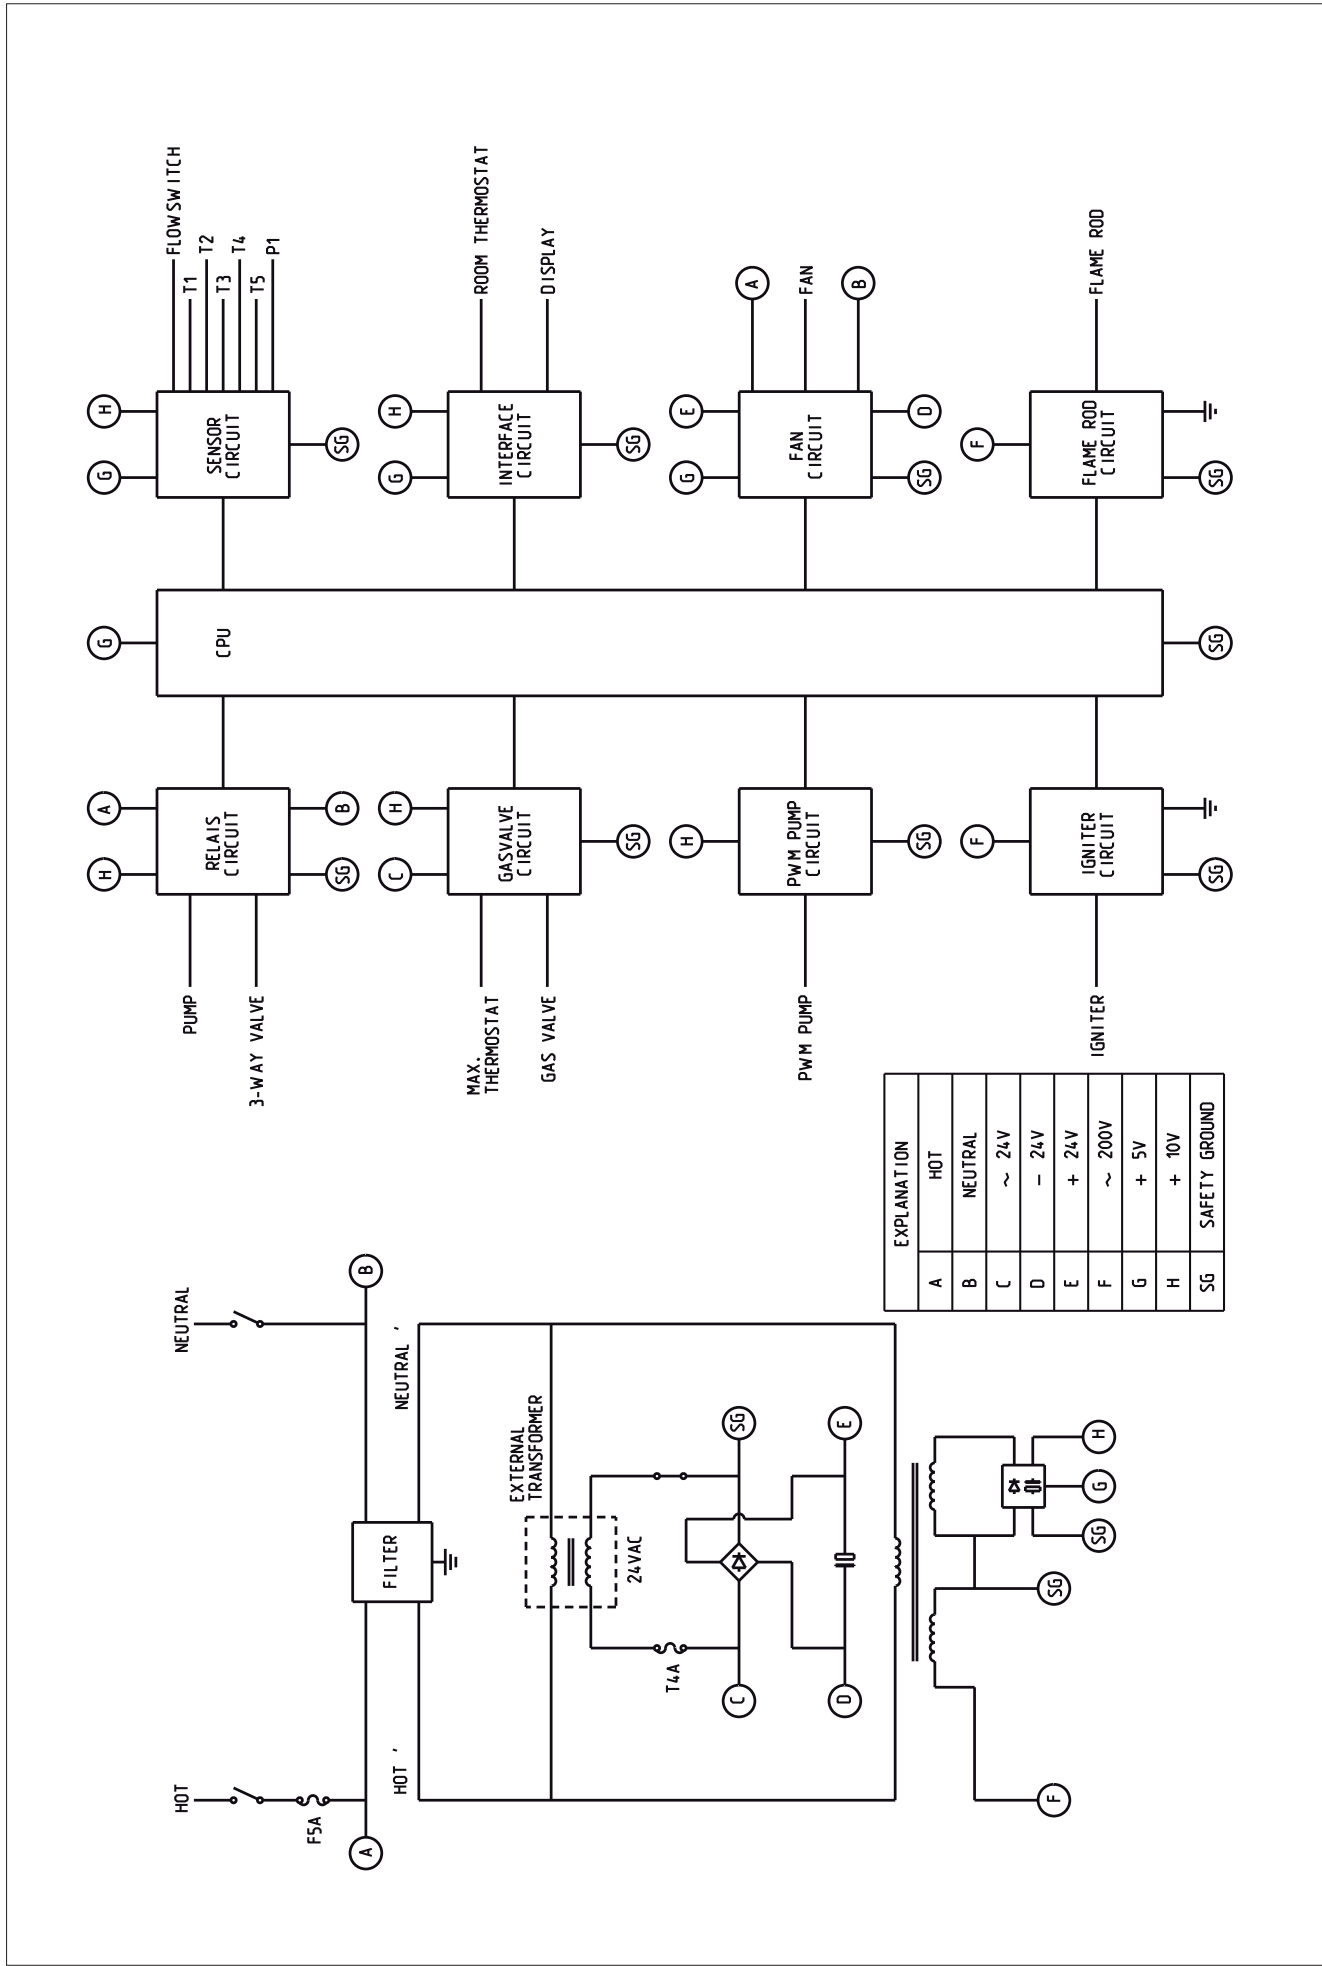 HOT
NEUTRAL
F5A
A
B
FILTER
HOT '
NEUTRAL '
EXTERNAL
TRANSFORMER
24VAC
T4A
C
SG
D
E
F
SG
SG
G
H
EXPLANATION
A HOT
B NEUTRAL
C ~ 24V
D - 24V
E + 24V
F ~ 200V
G + 5V
H + 10V
SG SAFETY GROUND
H
A
PUMP
3-WAY VALVE
RELAIS
CIRCUIT
SG
B
C
H
MAX.
THERMOSTAT
GAS VALVE
GASVALVE
CIRCUIT
SG
H
PWM PUMP
PWM PUMP
CIRCUIT
SG
F
IGNITER
IGNITER
CIRCUIT
SG
G
CPU
SG
G
H
SENSOR
CIRCUIT
FLOWSWITCH
T1
T2
T3
T4
T5
P1
SG
G
H
INTERFACE
CIRCUIT
ROOM THERMOSTAT
DISPLAY
SG
G
E
FAN
CIRCUIT
A
FAN
B
SG
D
F
FLAME ROD
CIRCUIT
FLAME ROD
SG